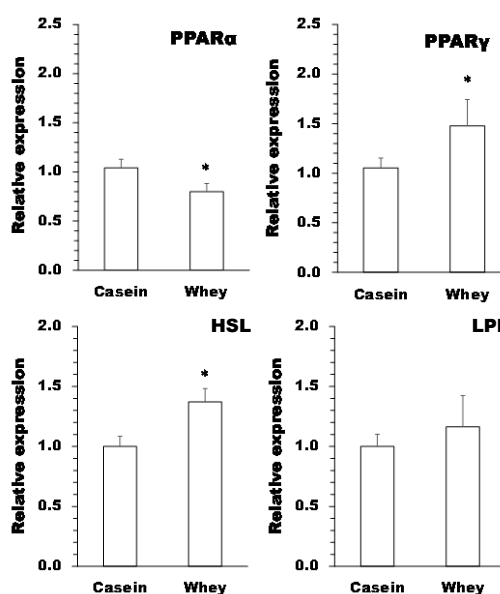 PPARα
Relative expression
2.5
2.0
1.5
1.0
0.5
0.0
*
Casein Whey
PPARγ
Relative expression
2.5
2.0
1.5
1.0
0.5
0.0
*
Casein Whey
HSL
Relative expression
2.0
1.5
1.0
0.5
0.0
*
Casein Whey
Relative expression
2.0
1.5
1.0
0.5
0.0
Casein Whey